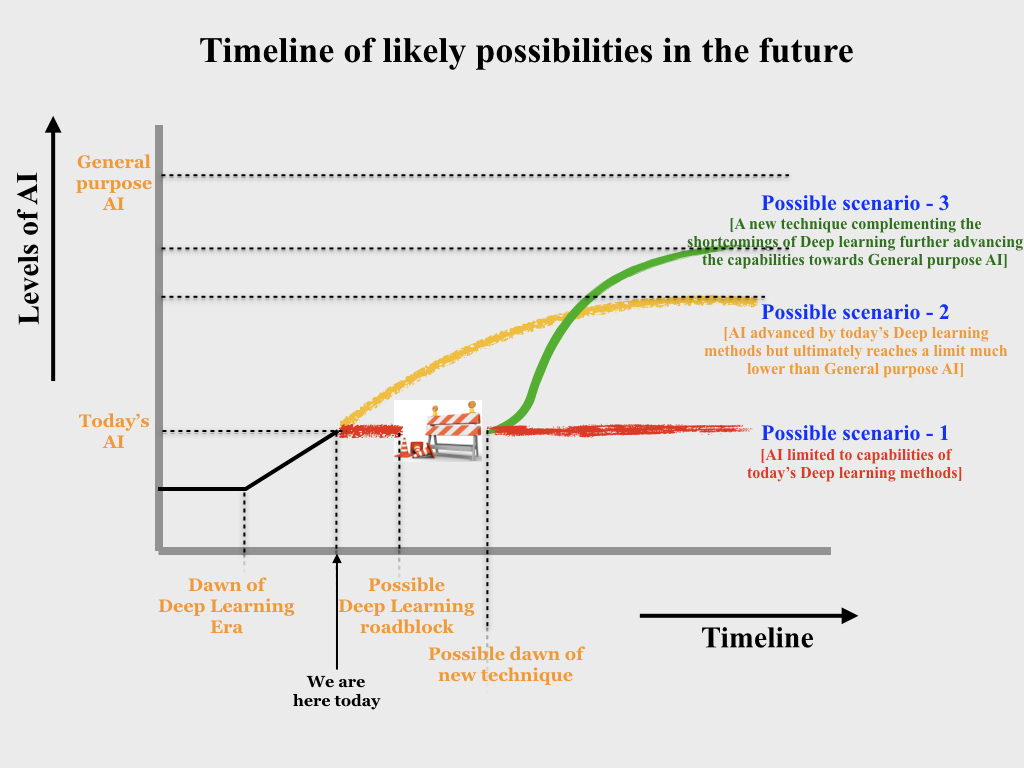 Timeline of likely possibilities in the future
Levels of AI
General
purpose
AI
Today's
AI
Possible scenario - 3
[A new technique complementing the
shortcomings of Deep learning further advancing
the capabilities towards General purpose AI]
Possible scenario - 2
[AI advanced by today's Deep learning
methods but ultimately reaches a limit much
lower than General purpose AI]
Possible scenario - 1
[AI limited to capabilities of
today's Deep learning methods]
Dawn of
Deep Learning
Era
Possible
Deep Learning
roadblock
Possible dawn of
new technique
We are
here today
Timeline